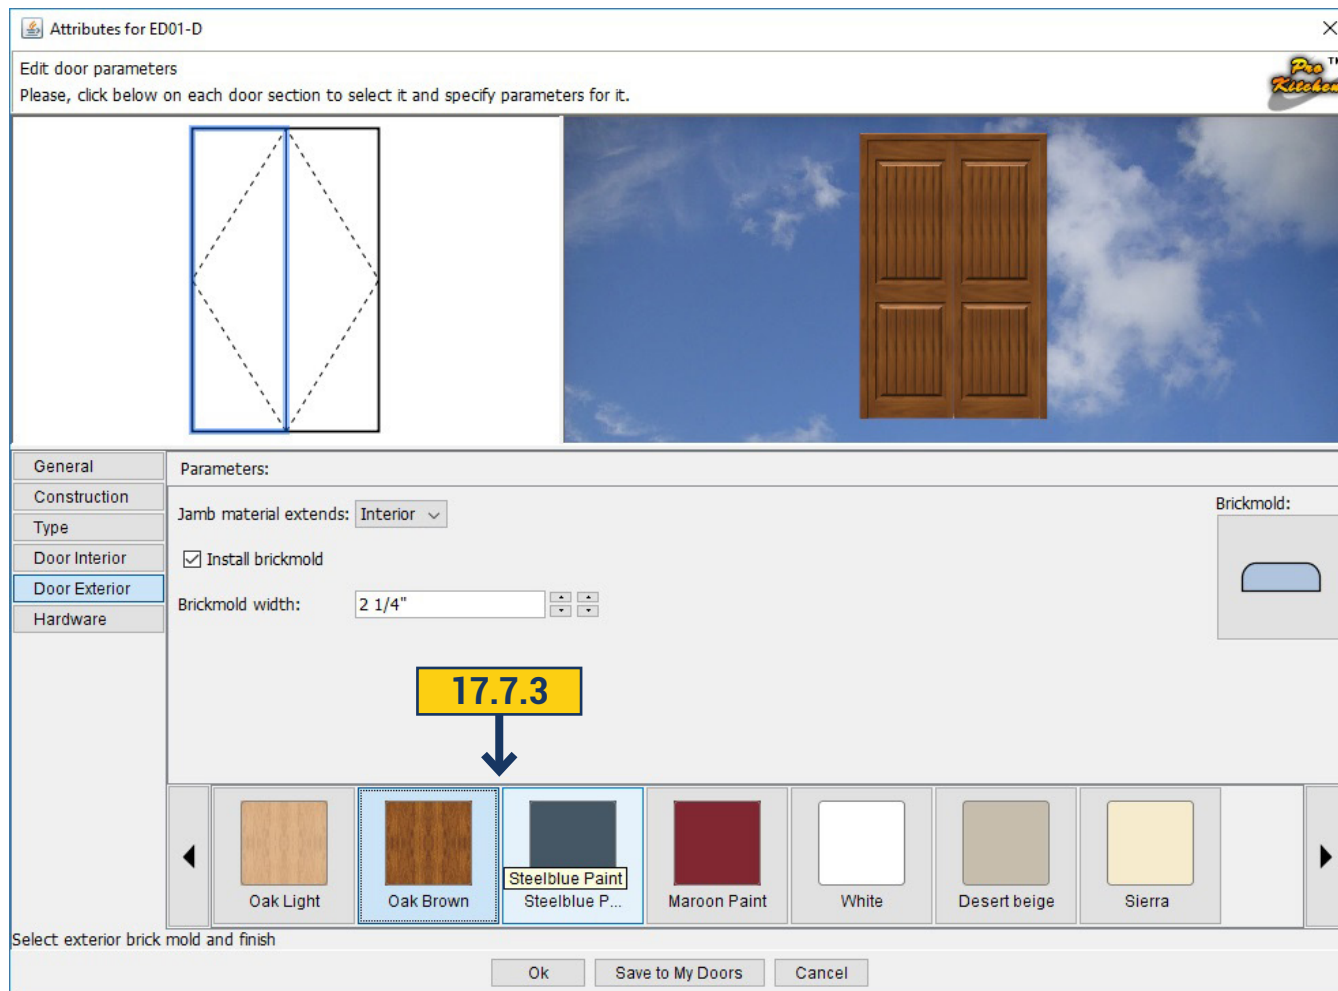 Attributes for ED01-D
Edit door parameters
Please, click below on each door section to select it and specify parameters for it.
Pro
Kitchen
TM
General
Construction
Type
Door Interior
Door Exterior
Hardware
Parameters:
Jamb material extends: Interior
Install brickmold
Brickmold width: 2 1/4"
Brickmold:
17.7.3
Steelblue Paint
Oak Light
Oak Brown
Steelblue P...
Maroon Paint
White
Desert beige
Sierra
Select exterior brick mold and finish
Ok
Save to My Doors
Cancel